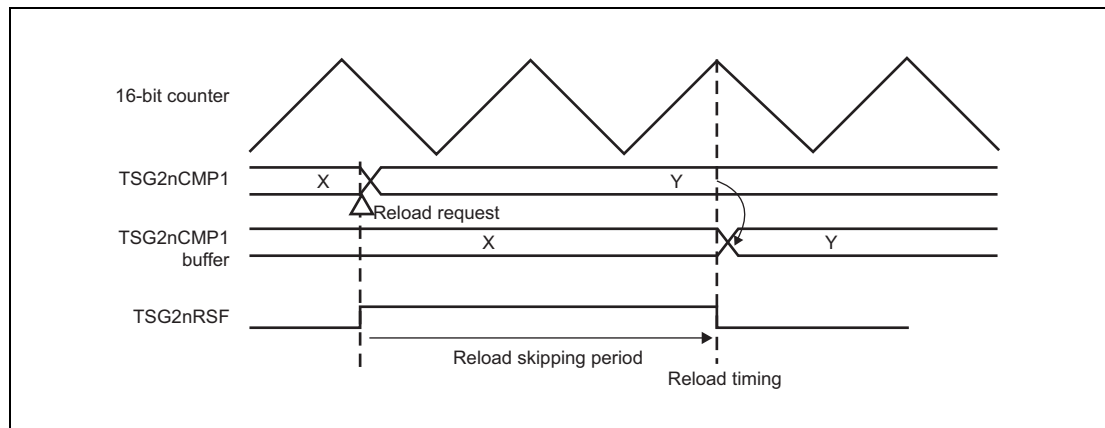 16-bit counter
TSG2nCMP1
X
Y
Reload request
TSG2nCMP1
buffer
X
Y
TSG2nRSF
Reload skipping period
Reload timing